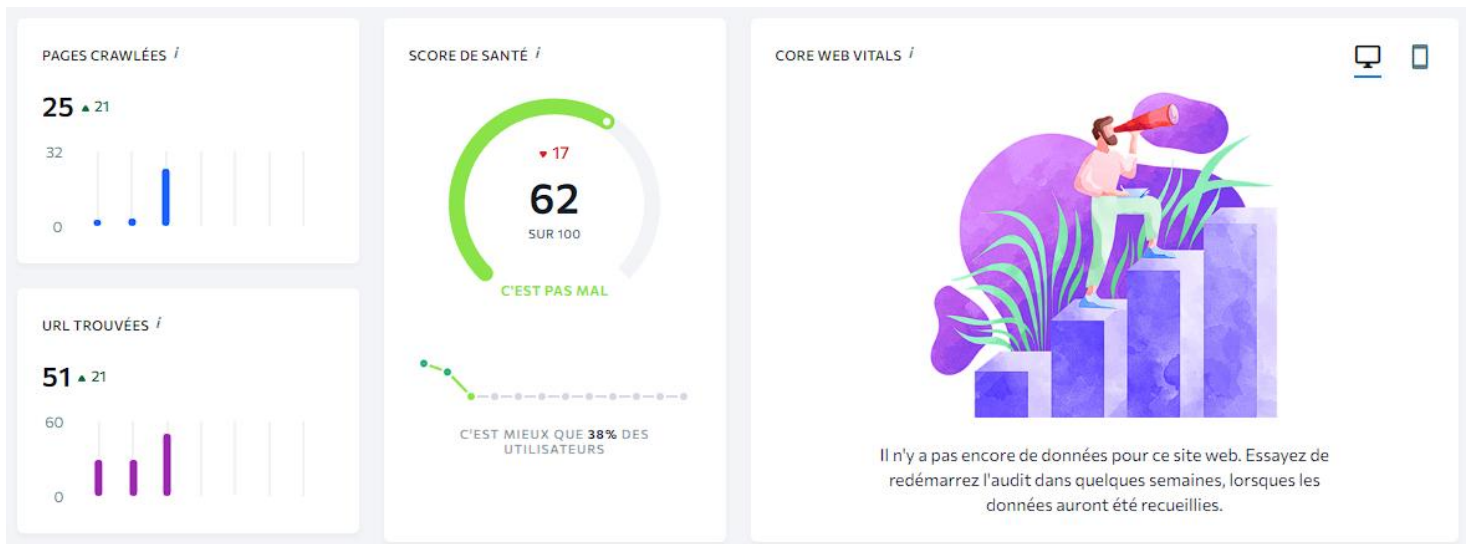 PAGES CRAWLÉES i
25 ▲ 21
32
0
URL TROUVÉES i
51 ▲ 21
60
0
SCORE DE SANTÉ i
▼ 17
62
SUR 100
C'EST PAS MAL
C'EST MIEUX QUE 38% DES
UTILISATEURS
CORE WEB VITALS i
Il n'y a pas encore de données pour ce site web. Essayez de
redémarrez l'audit dans quelques semaines, lorsques les
données auront été recueillies.